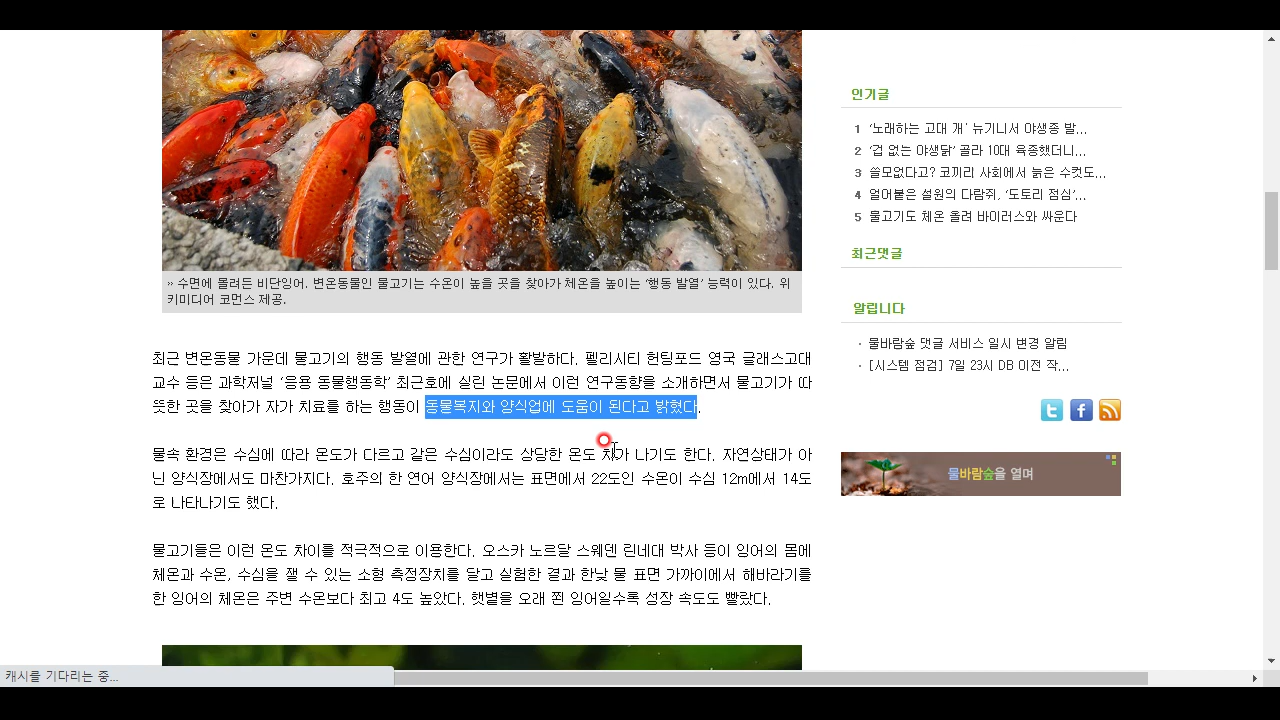 » 수면에 몰려든 비단잉어. 변온동물인 물고기는 수온이 높을 곳을 찾아가 체온을 높이는 ‘행동 발열’ 능력이 있다. 위
키미디어 코먼스 제공.
최근 변온동물 가운데 물고기의 행동 발열에 관한 연구가 활발하다. 펠리시티 헌팅포드 영국 글래스고대
교수 등은 과학저널 ‘응용 동물행동학’ 최근호에 실린 논문에서 이런 연구동향을 소개하면서 물고기가 따
뜻한 곳을 찾아가 자가 치료를 하는 행동이 동물복지와 양식업에 도움이 된다고 밝혔다.
물속 환경은 수심에 따라 온도가 다르고 같은 수심이라도 상당한 온도 차가 나기도 한다. 자연상태가 아
닌 양식장에서도 마찬가지다. 호주의 한 연어 양식장에서는 표면에서 22도인 수온이 수심 12m에서 14도
로 나타나기도 했다.
물고기들은 이런 온도 차이를 적극적으로 이용한다. 오스카 노르달 스웨덴 린네대 박사 등이 잉어의 몸에
체온과 수온, 수심을 잴 수 있는 소형 측정장치를 달고 실험한 결과 한낮 물 표면 가까이에서 해바라기를
한 잉어의 체온은 주변 수온보다 최고 4도 높았다. 햇볕을 오래 쬔 잉어일수록 성장 속도도 빨랐다.
인기글
1 ‘노래하는 고대 개’ 뉴기니서 야생종 발...
2 ‘겁 없는 야생닭’ 골라 10대 육종했더니...
3 쓸모없다고? 코끼리 사회에서 늙은 수컷도...
4 얼어붙은 설원의 다람쥐, ‘도토리 점심’...
5 물고기도 체온 올려 바이러스와 싸운다
최근댓글
알립니다
· 물바람숲 댓글 서비스 일시 변경 알림
· [시스템 점검] 7일 23시 DB 이전 작...
물바람숲을 열며
캐시를 기다리는 중...